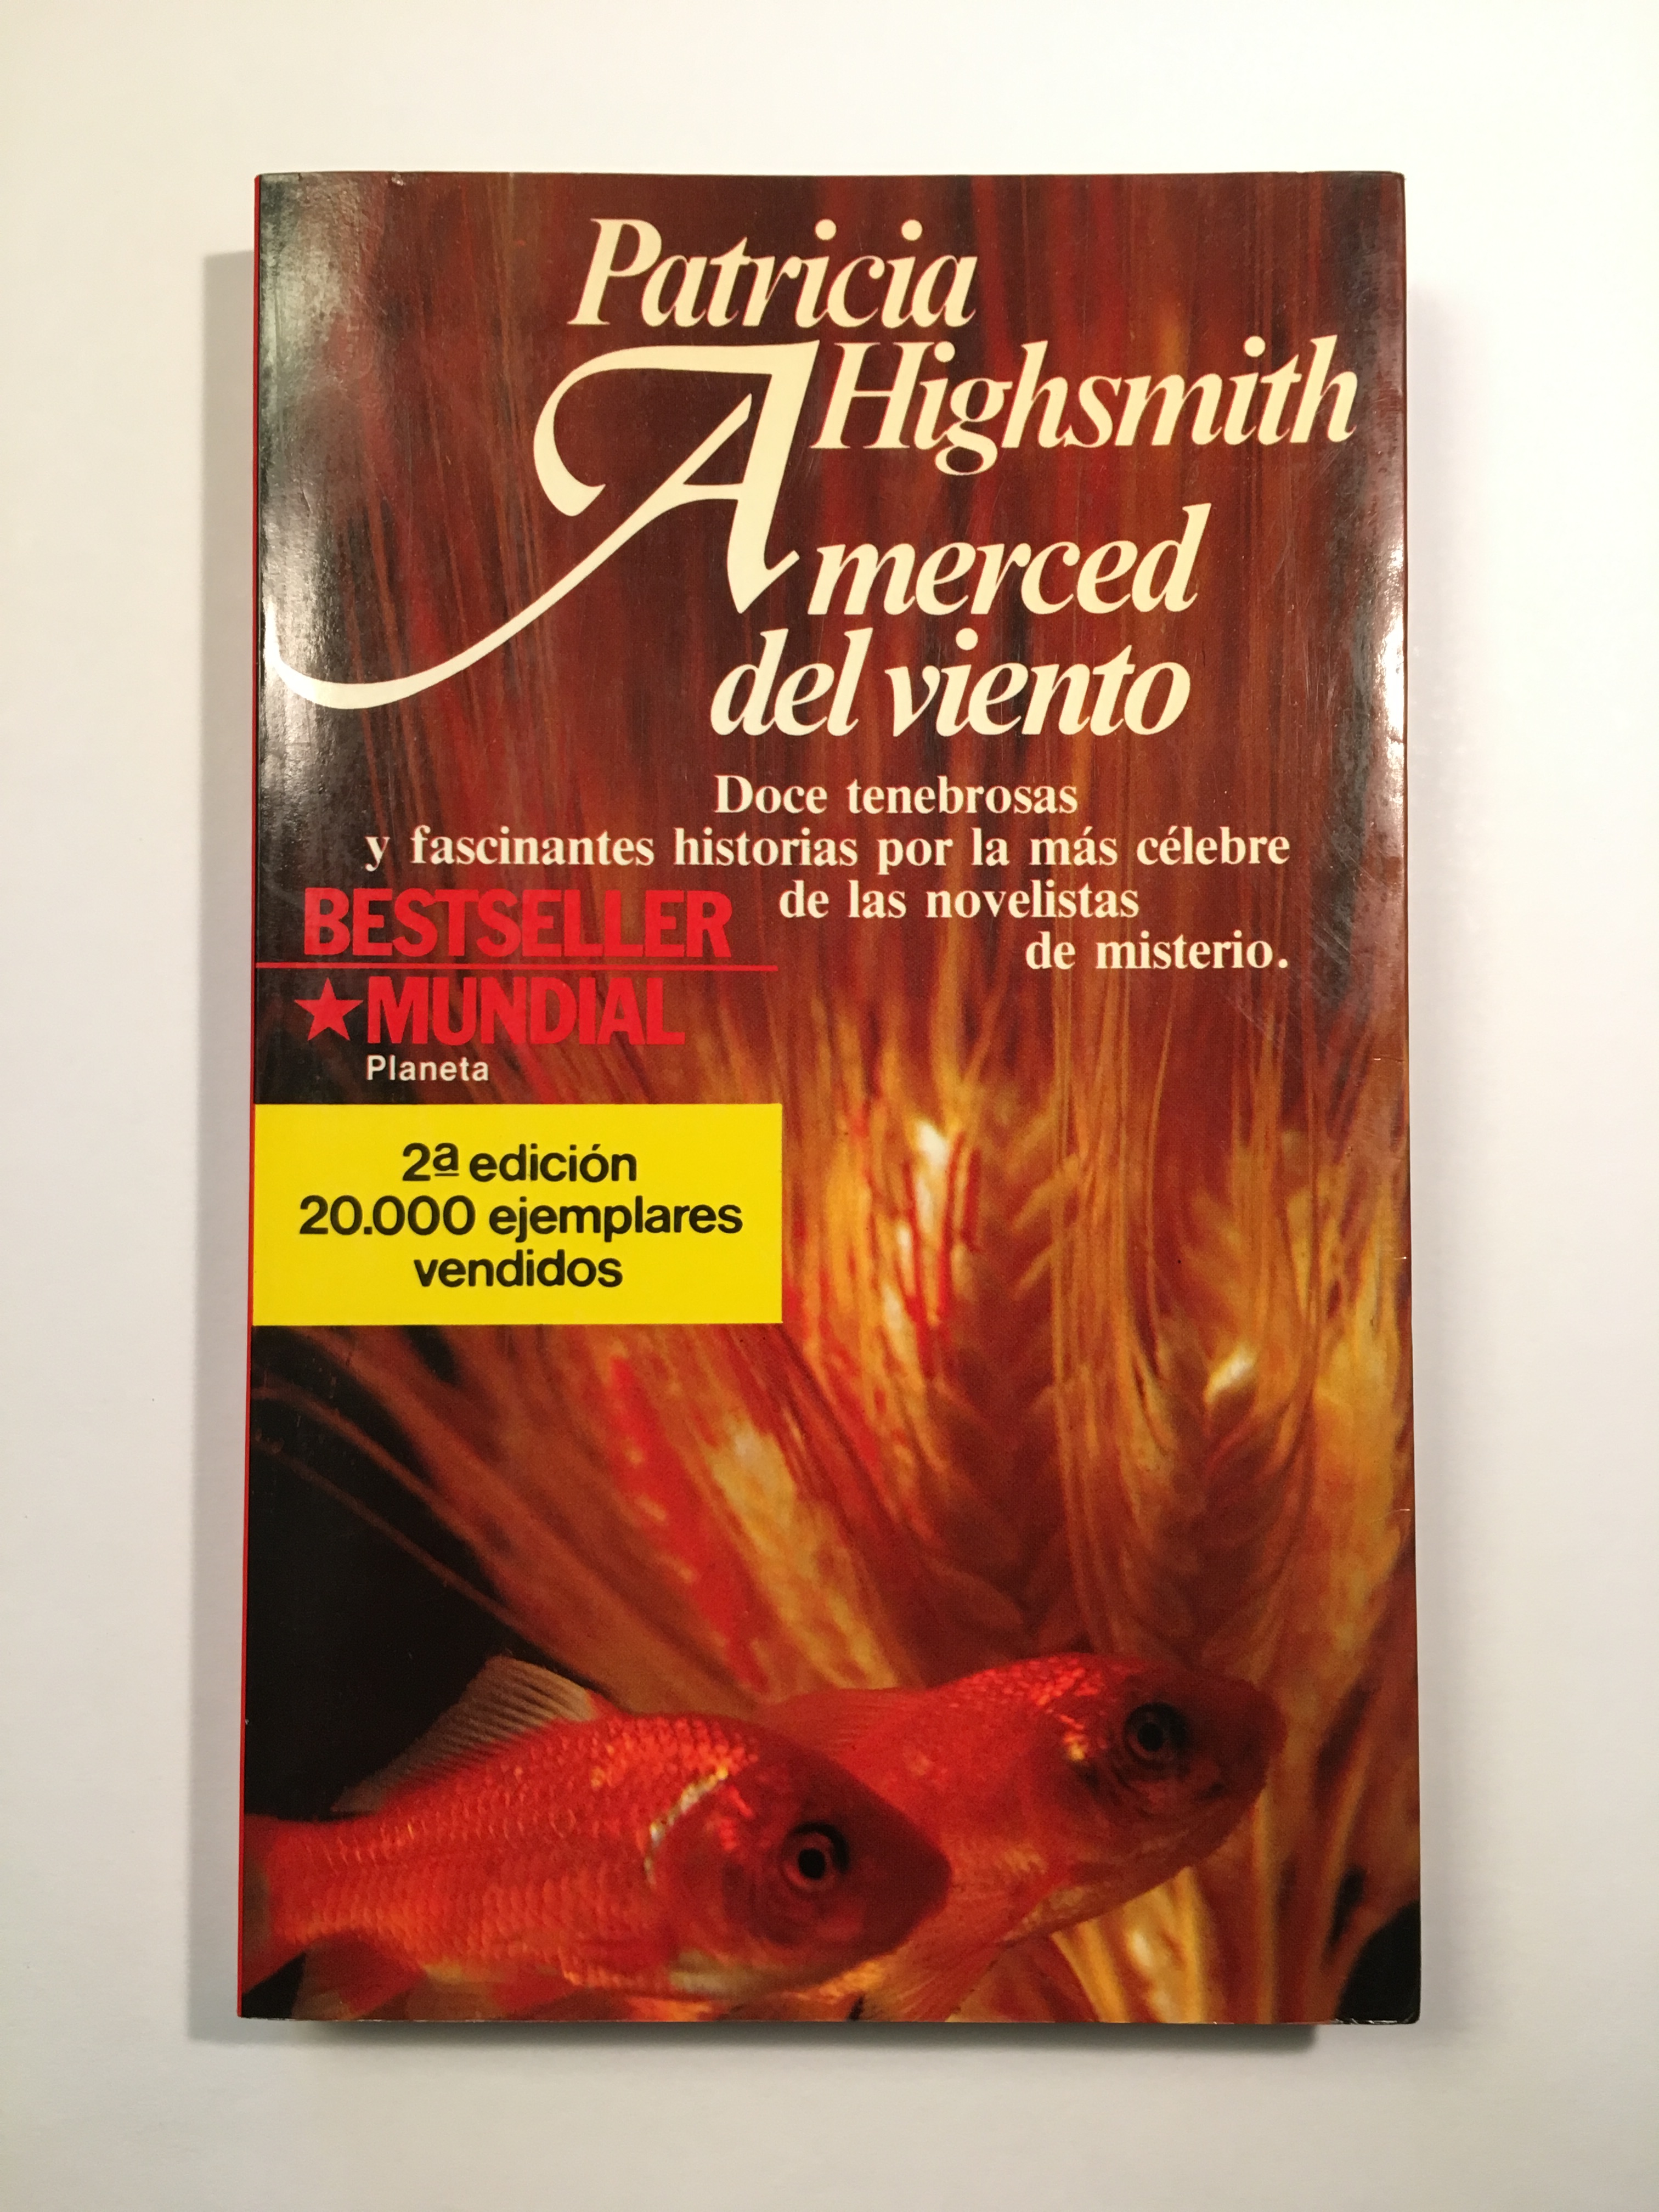 Patricia
Highsmith
A merced
del viento
Doce tenebrosas
y fascinantes historias por la más célebre
de las novelistas
de misterio.
BESTSELLER
★MUNDIAL
Planeta
2ª edición
20.000 ejemplares
vendidos